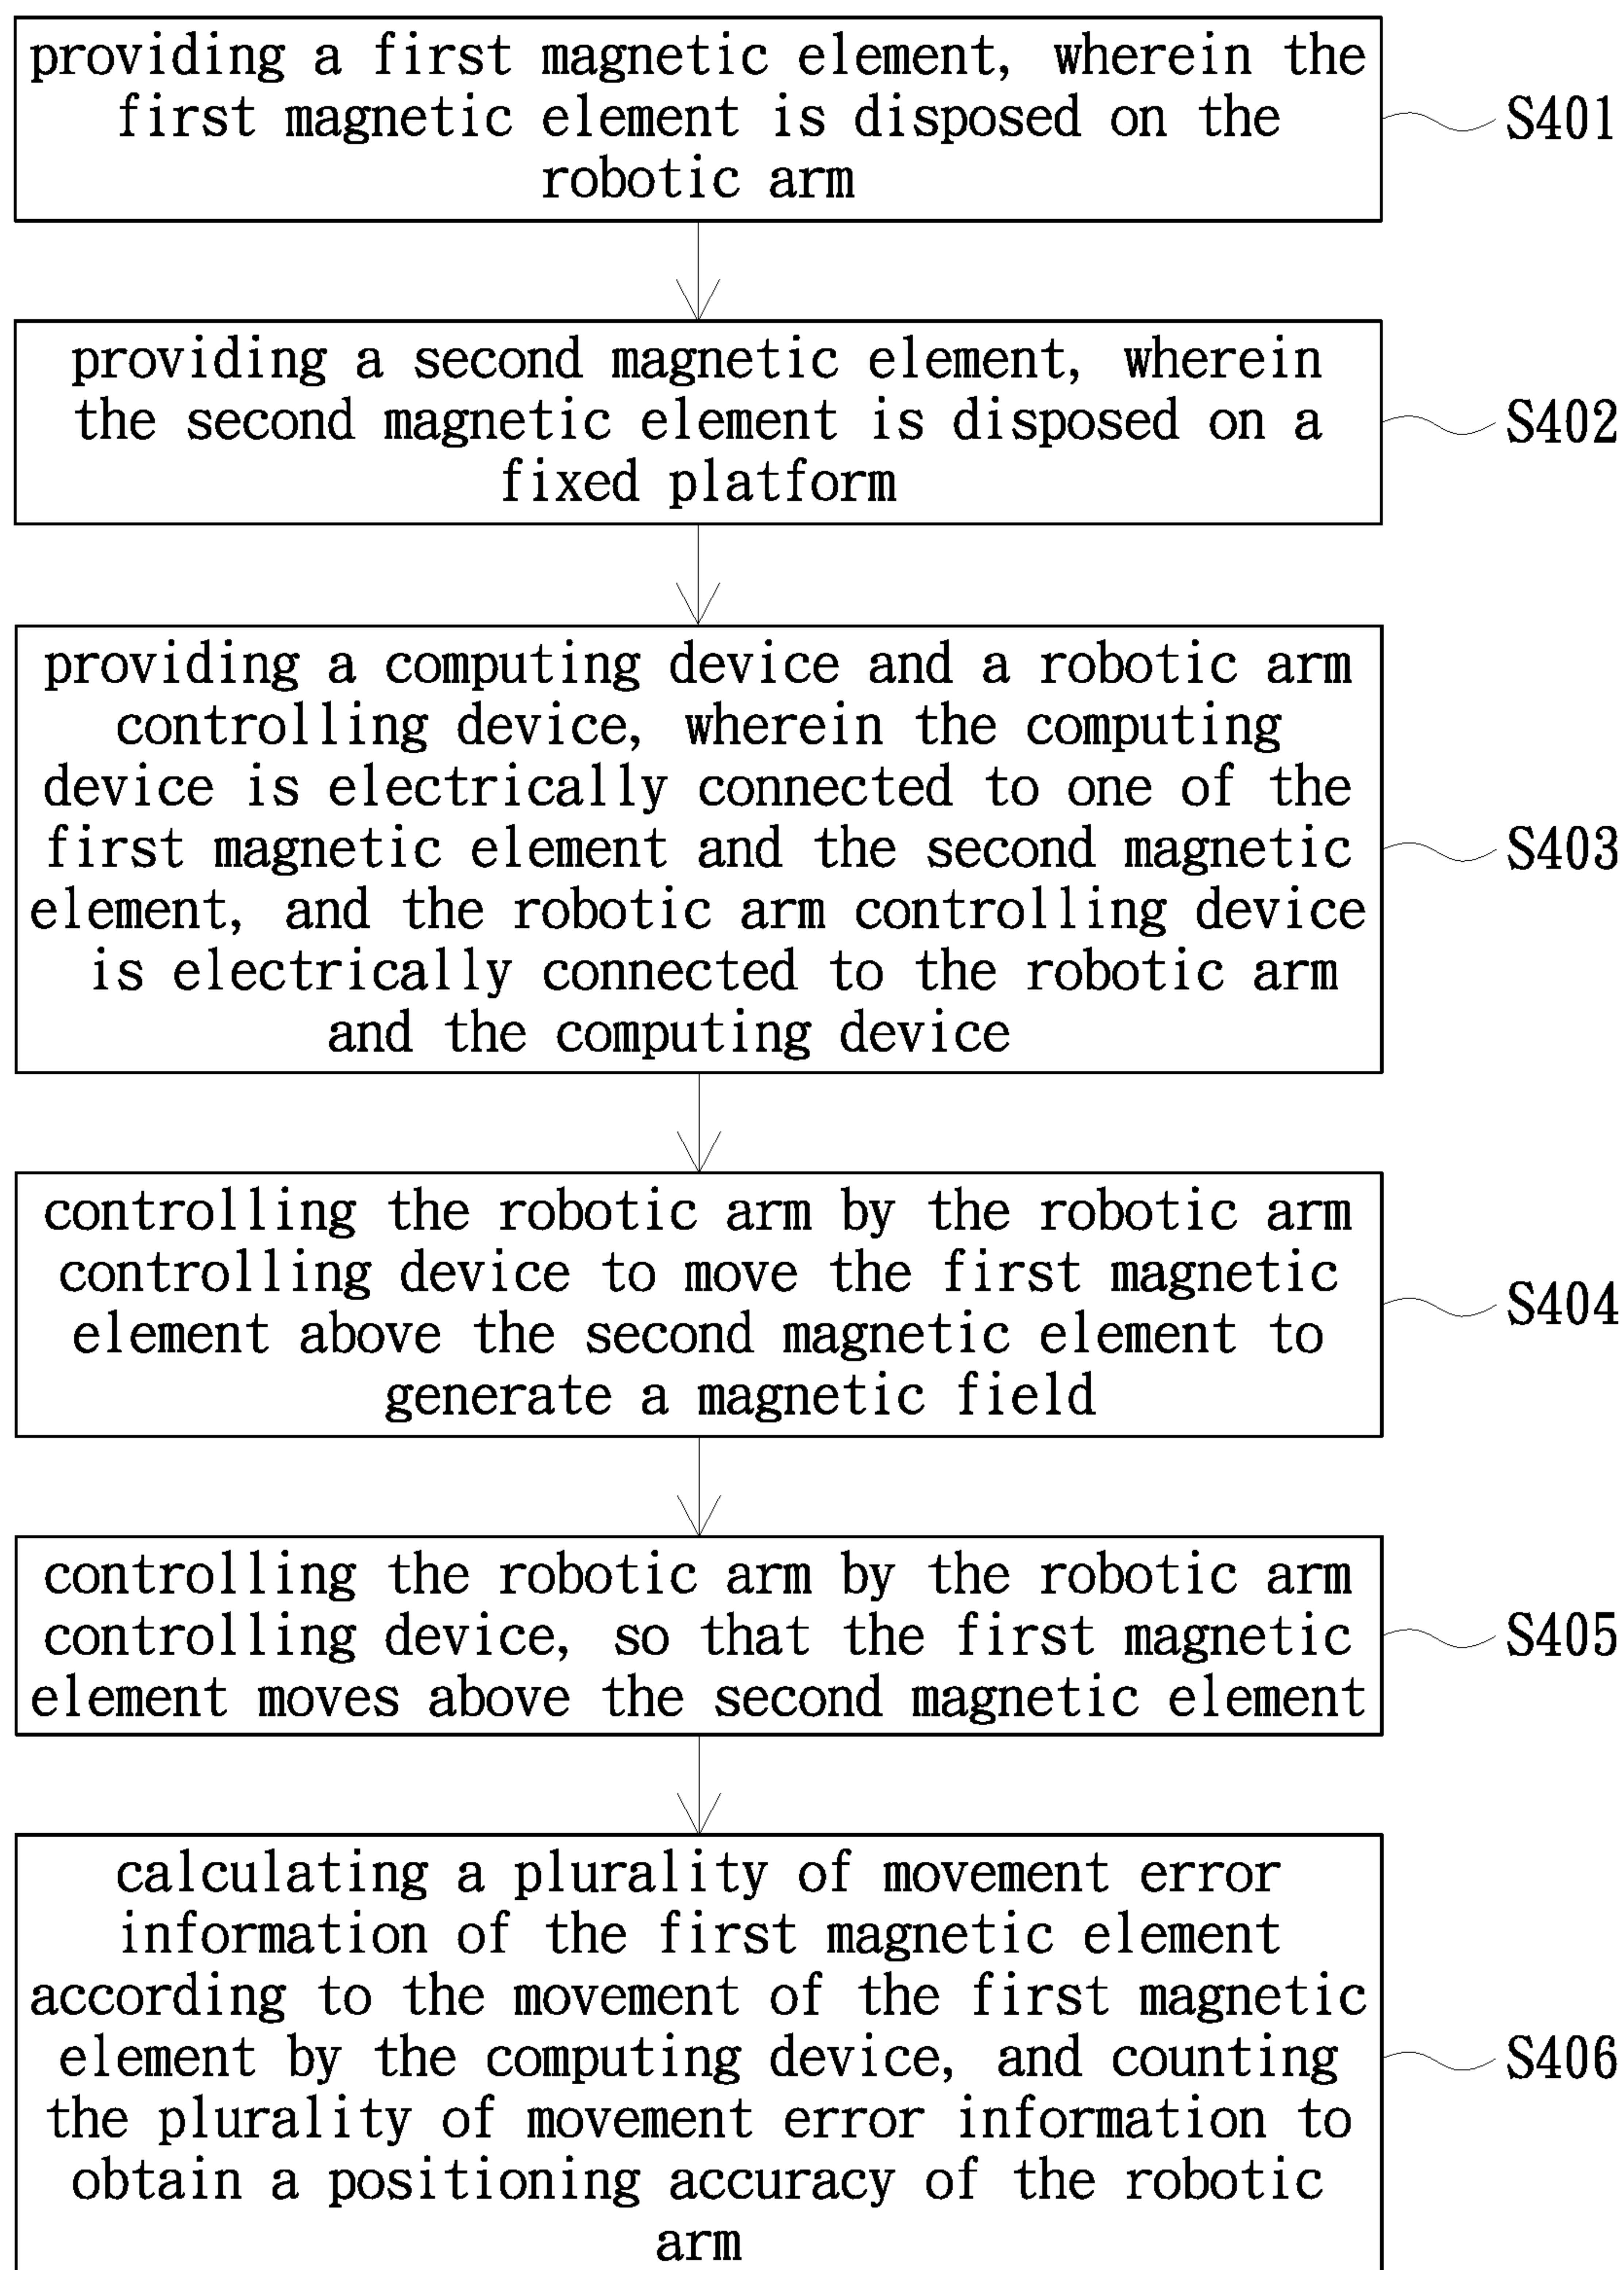 providing a first magnetic element, wherein the
first magnetic element is disposed on the
robotic arm
S401
providing a second magnetic element, wherein
the second magnetic element is disposed on a
fixed platform
S402
providing a computing device and a robotic arm
controlling device, wherein the computing
device is electrically connected to one of the
first magnetic element and the second magnetic
element, and the robotic arm controlling device
is electrically connected to the robotic arm
and the computing device
S403
controlling the robotic arm by the robotic arm
controlling device to move the first magnetic
element above the second magnetic element to
generate a magnetic field
S404
controlling the robotic arm by the robotic arm
controlling device, so that the first magnetic
element moves above the second magnetic element
S405
calculating a plurality of movement error
information of the first magnetic element
according to the movement of the first magnetic
element by the computing device, and counting
the plurality of movement error information to
obtain a positioning accuracy of the robotic
arm
S406